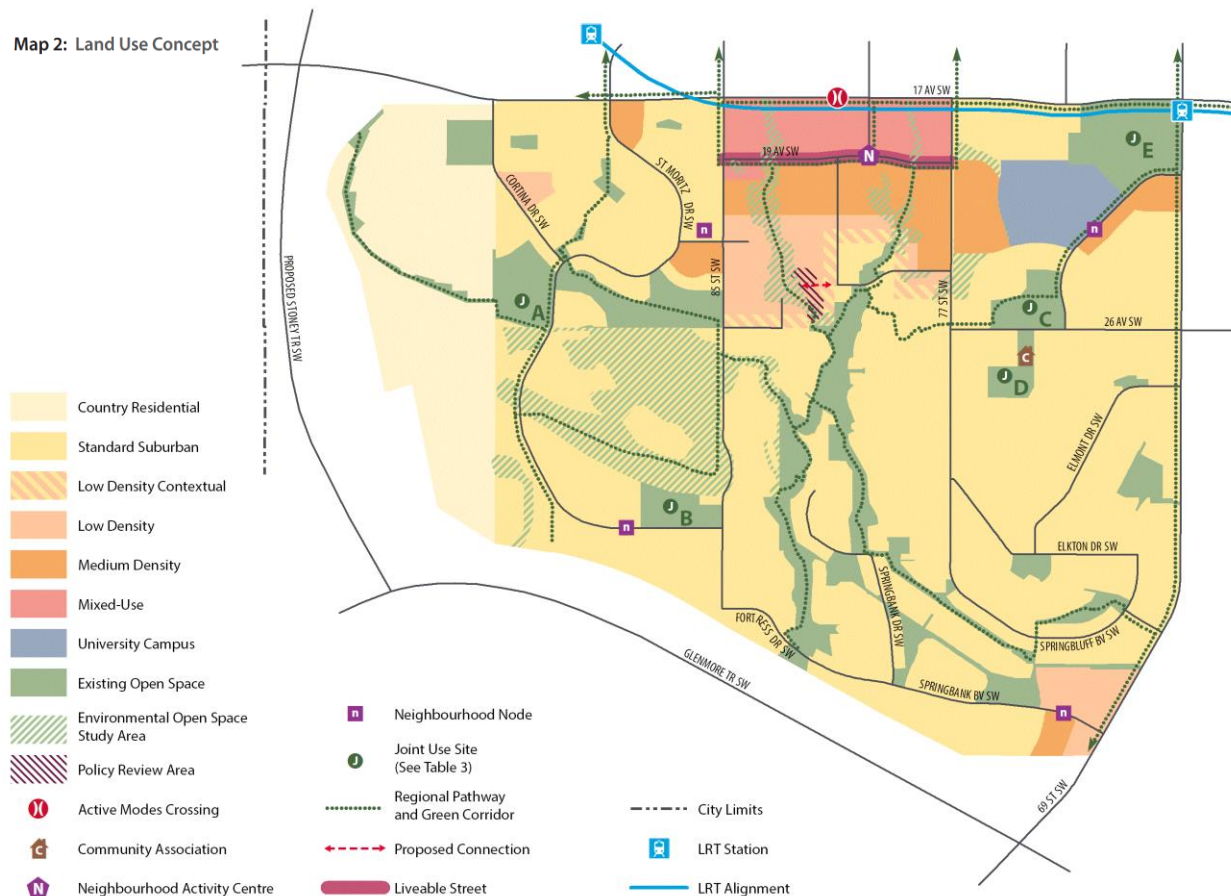 Map 2: Land Use Concept
17 AV SW
19 AV SW
N
J
E
CORTINA DR SW
ST MORITZ DR SW
n
n
85 ST SW
77 ST SW
PROPOSED STONEY TR SW
J
A
J
C
26 AV SW
C
J
D
ELMONT DR SW
J
B
n
ELKTON DR SW
FORTRESS DR SW
SPRINGBANK DR SW
SPRINGBLUFF BV SW
GLENMORE TR SW
SPRINGBANK BV SW
n
69 ST SW
Country Residential
Standard Suburban
Low Density Contextual
Low Density
Medium Density
Mixed-Use
University Campus
Existing Open Space
Environmental Open Space
Study Area
Policy Review Area
Active Modes Crossing
C
Community Association
N
Neighbourhood Activity Centre
n
Neighbourhood Node
J
Joint Use Site
(See Table 3)
Regional Pathway
and Green Corridor
Proposed Connection
Liveable Street
City Limits
LRT Station
LRT Alignment